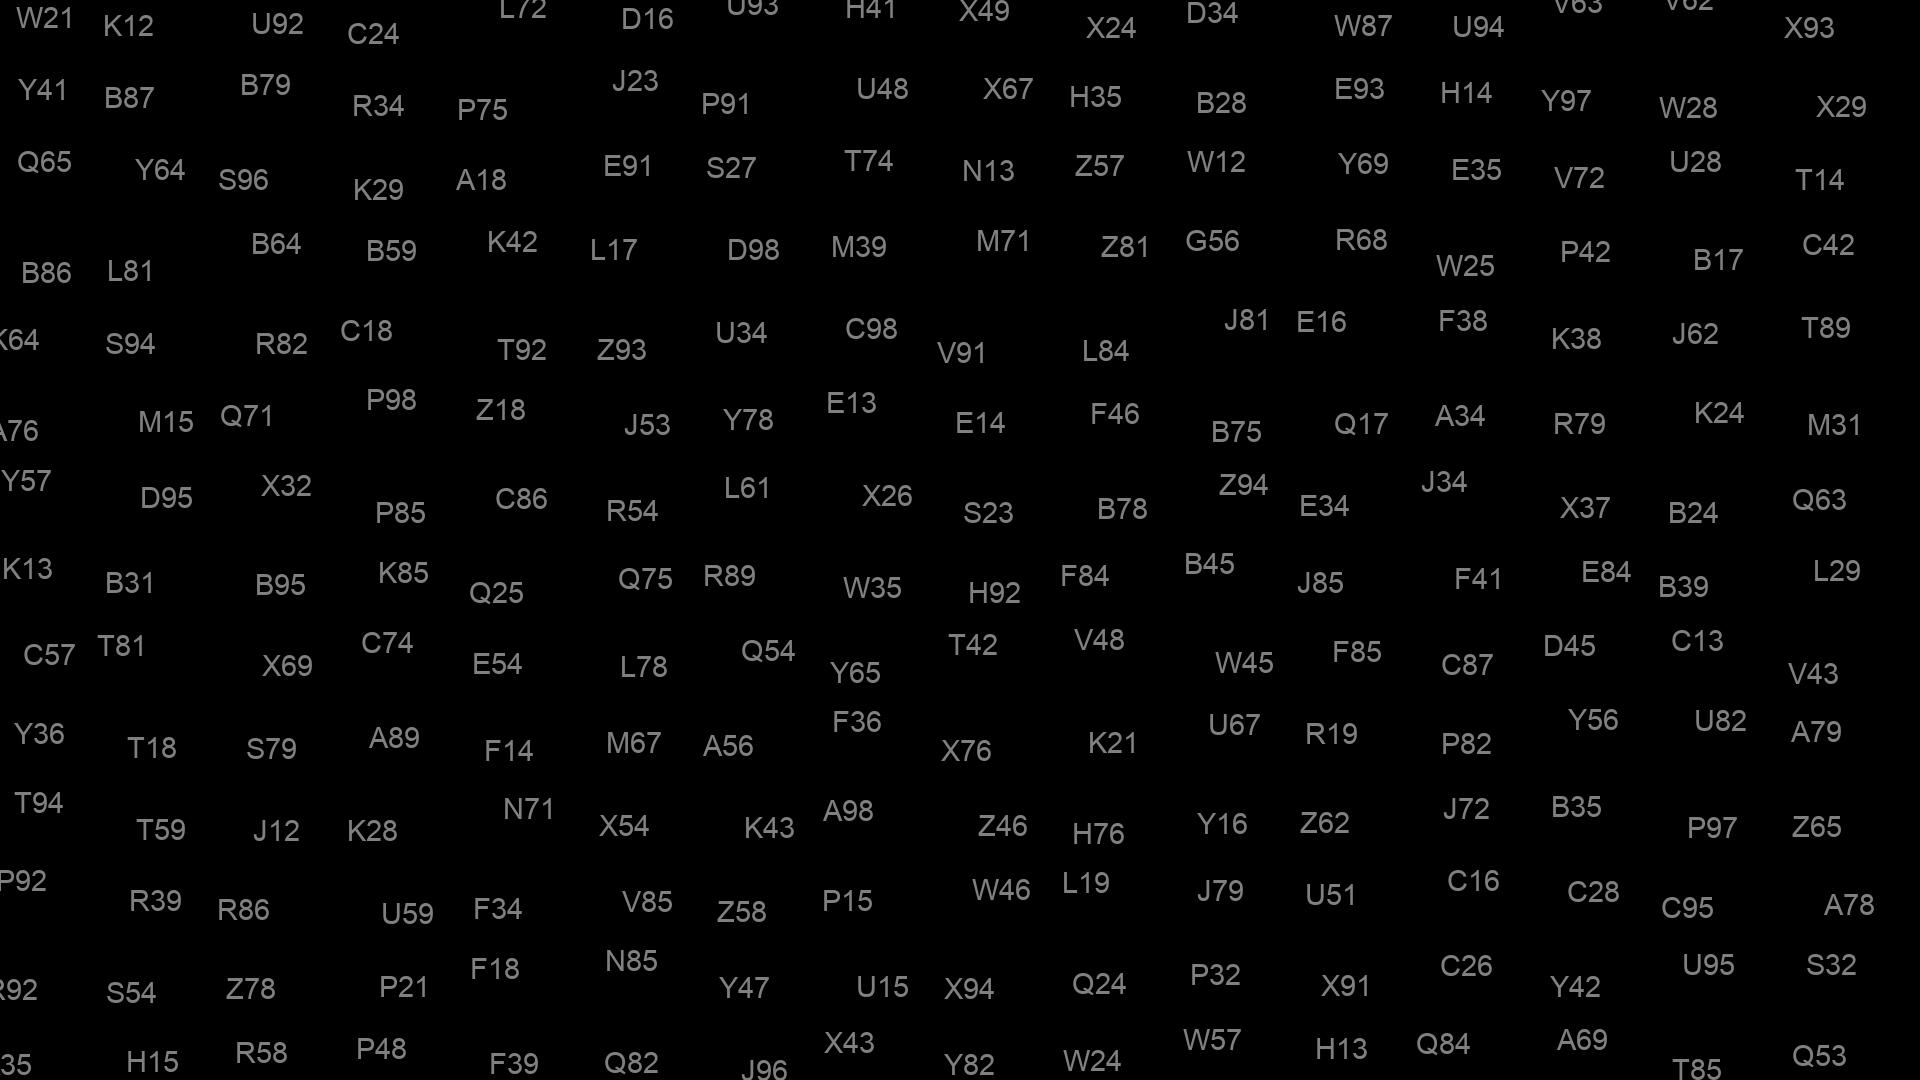 W21 K12 U92 C24 L72 D16 U93 H41 X49 X24 D34 W87 U94 V63 V62 X93
Y41 B87 B79 R34 P75 J23 P91 U48 X67 H35 B28 E93 H14 Y97 W28 X29
Q65 Y64 S96 K29 A18 E91 S27 T74 N13 Z57 W12 Y69 E35 V72 U28 T14
B86 L81 B64 B59 K42 L17 D98 M39 M71 Z81 G56 R68 W25 P42 B17 C42
K64 S94 R82 C18 T92 Z93 U34 C98 V91 L84 J81 E16 F38 K38 J62 T89
A76 M15 Q71 P98 Z18 J53 Y78 E13 E14 F46 B75 Q17 A34 R79 K24 M31
Y57 D95 X32 P85 C86 R54 L61 X26 S23 B78 Z94 E34 J34 X37 B24 Q63
K13 B31 B95 K85 Q25 Q75 R89 W35 H92 F84 B45 J85 F41 E84 B39 L29
C57 T81 X69 C74 E54 L78 Q54 Y65 T42 V48 W45 F85 C87 D45 C13 V43
Y36 T18 S79 A89 F14 M67 A56 F36 X76 K21 U67 R19 P82 Y56 U82 A79
T94 T59 J12 K28 N71 X54 K43 A98 Z46 H76 Y16 Z62 J72 B35 P97 Z65
P92 R39 R86 U59 F34 V85 Z58 P15 W46 L19 J79 U51 C16 C28 C95 A78
R92 S54 Z78 P21 F18 N85 Y47 U15 X94 Q24 P32 X91 C26 Y42 U95 S32
35 H15 R58 P48 F39 Q82 J96 X43 Y82 W24 W57 H13 Q84 A69 T85 Q53